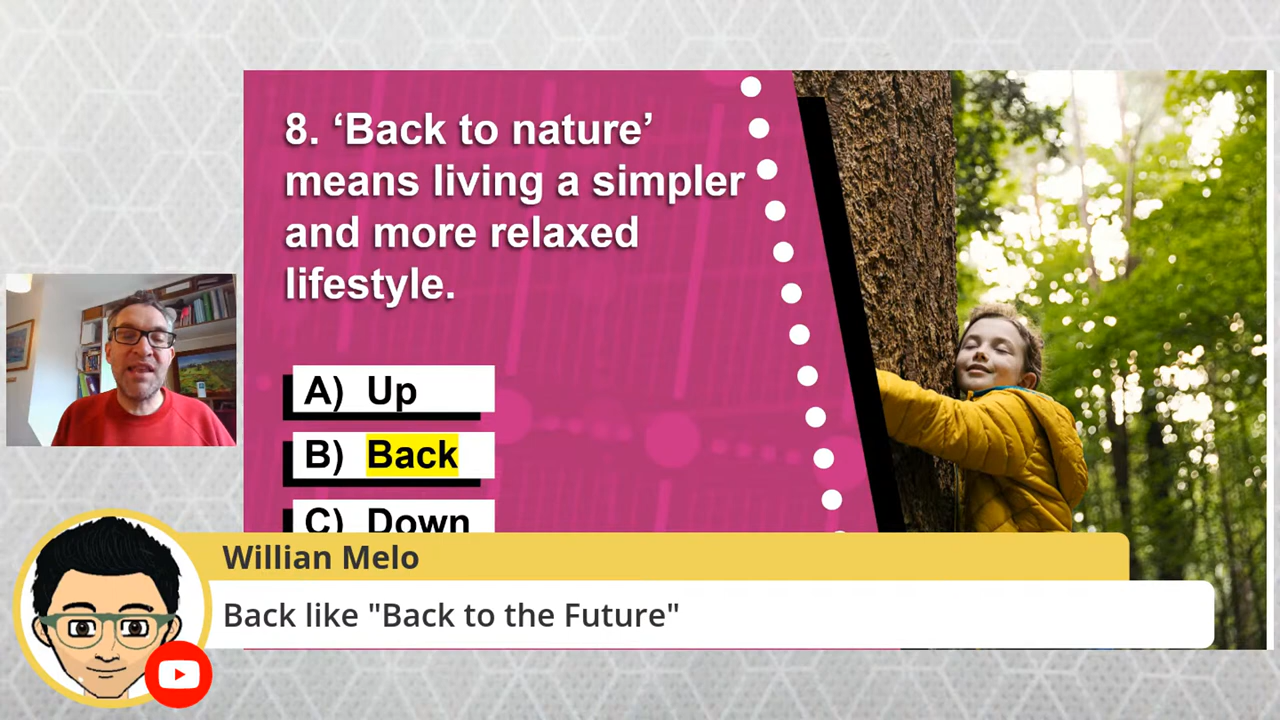 8. ‘Back to nature’
means living a simpler
and more relaxed
lifestyle.
A) Up
B) Back
C) Down
Willian Melo
Back like "Back to the Future"